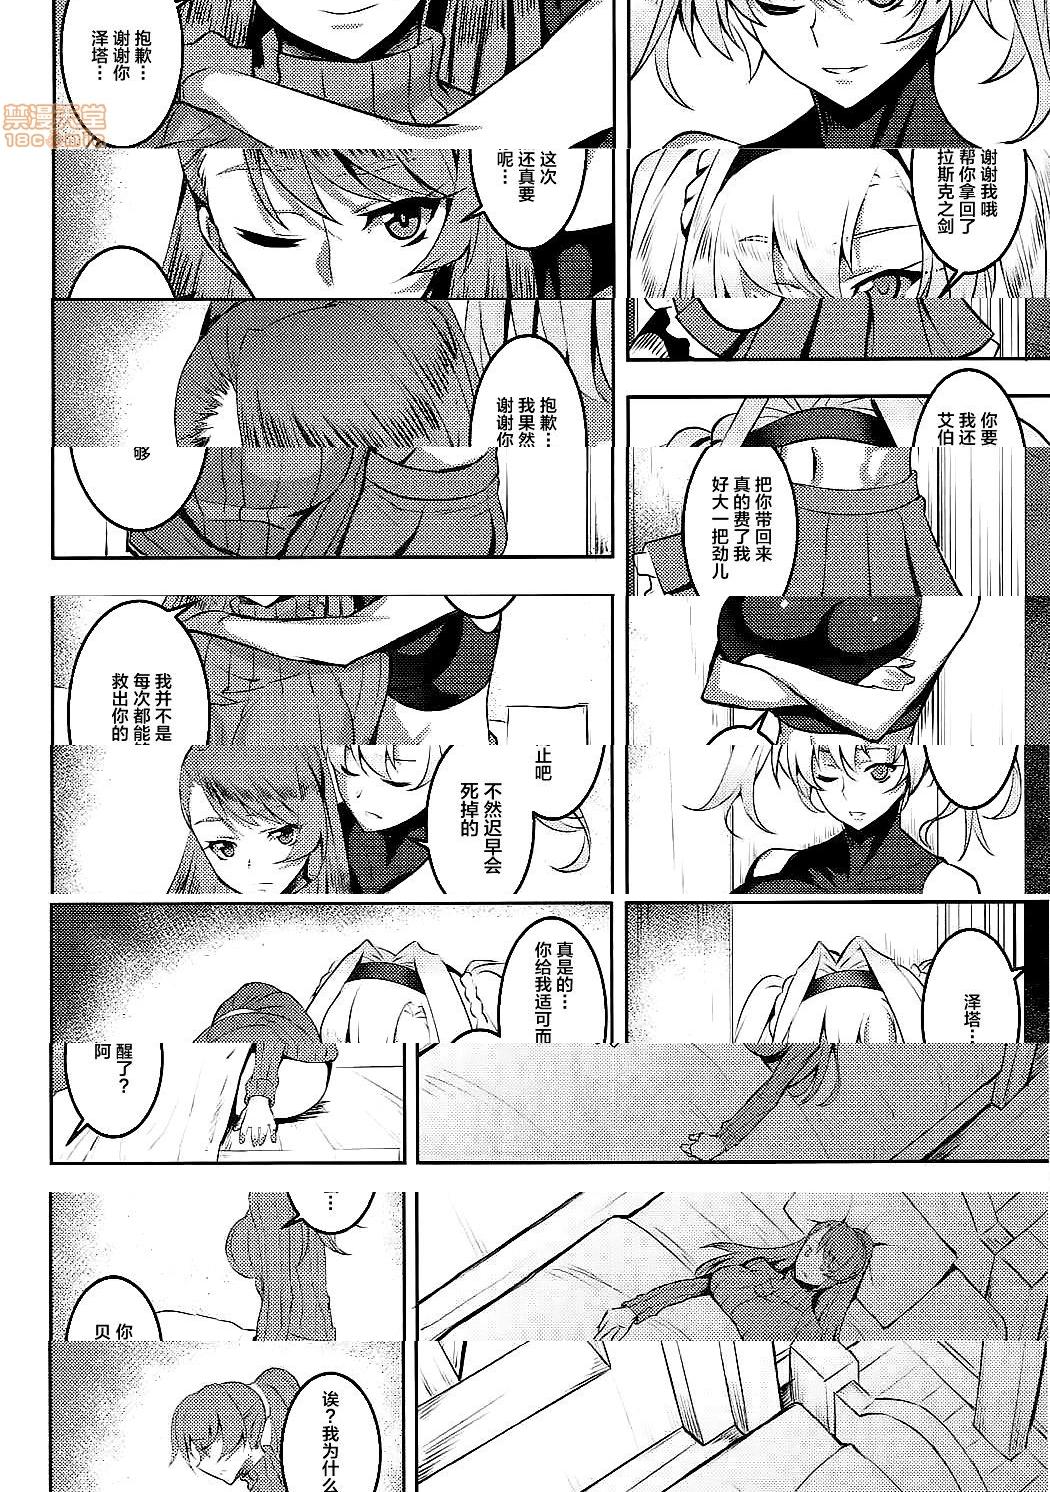 抱歉…
谢谢你
泽塔…
禁漫天堂
谢谢我哦
帮你拿回了
拉斯克之剑
这次
还真要
呢…
你要
我还
艾伯
抱歉…
我果然
谢谢你
把你带回来
真的费了我
好大一把劲儿
够
我并不是
每次都能
救出你的
止吧
不然迟早会
死掉的
泽塔…
真是的…
你给我适可而
醒了？
阿
…
你
贝
诶？我为什么